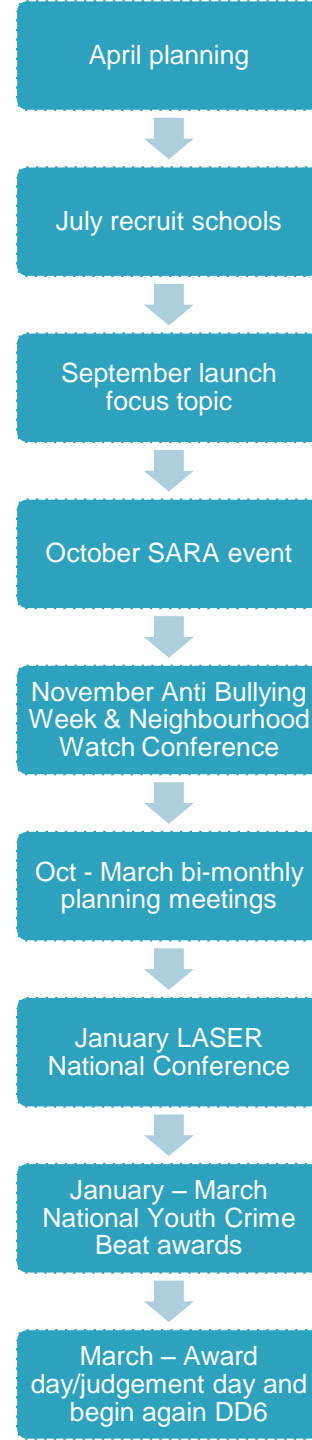 April planning
July recruit schools
September launch
focus topic
October SARA event
November Anti Bullying
Week & Neighbourhood
Watch Conference
Oct - March bi-monthly
planning meetings
January LASER
National Conference
January – March
National Youth Crime
Beat awards
March – Award
day/judgement day and
begin again DD6